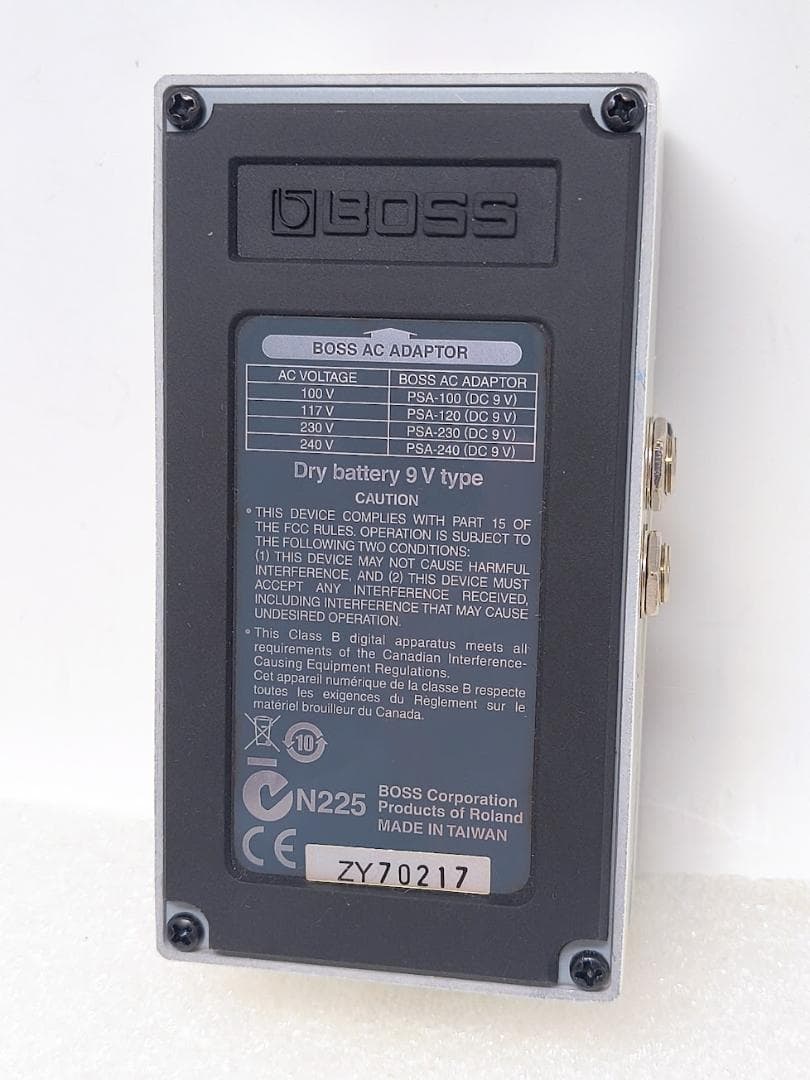 BOSS
BOSS AC ADAPTOR
AC VOLTAGE BOSS AC ADAPTOR
100 V PSA-100 (DC 9 V)
117 V PSA-120 (DC 9 V)
230 V PSA-230 (DC 9 V)
240 V PSA-240 (DC 9 V)
Dry battery 9 V type
CAUTION
• THIS DEVICE COMPLIES WITH PART 15 OF
THE FCC RULES. OPERATION IS SUBJECT TO
THE FOLLOWING TWO CONDITIONS:
(1) THIS DEVICE MAY NOT CAUSE HARMFUL
INTERFERENCE, AND (2) THIS DEVICE MUST
ACCEPT ANY INTERFERENCE RECEIVED,
INCLUDING INTERFERENCE THAT MAY CAUSE
UNDESIRED OPERATION.
• This Class B digital apparatus meets all
requirements of the Canadian Interference-
Causing Equipment Regulations.
Cet appareil numérique de la classe B respecte
toutes les exigences du Règlement sur le
matériel brouilleur du Canada.
10
N225
BOSS Corporation
Products of Roland
MADE IN TAIWAN
CE
ZY70217